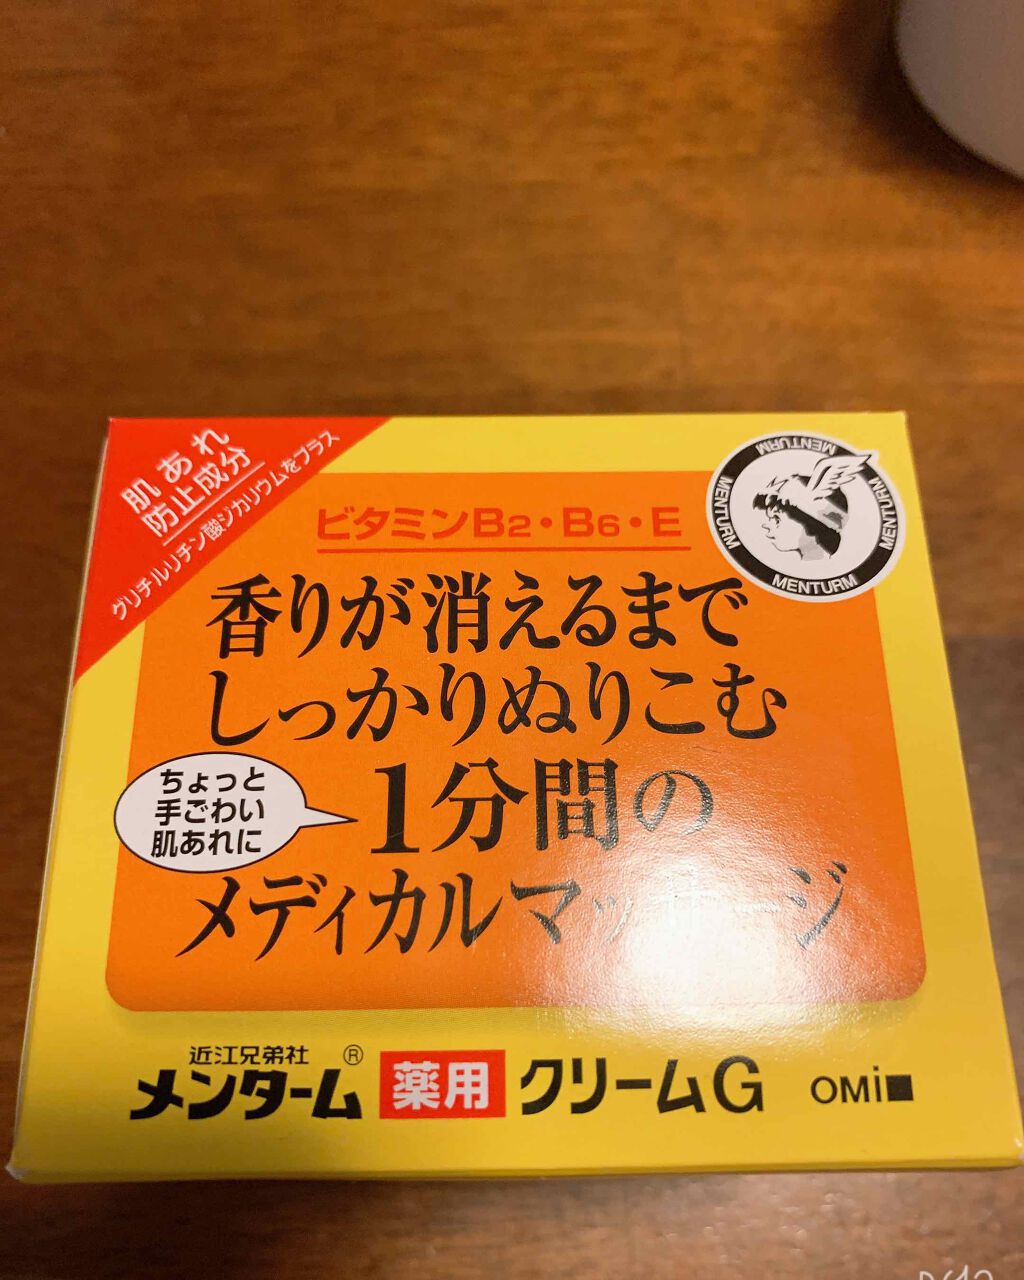 肌あれ
防止成分
グリチルリチン酸ジカリウムをプラス
ビタミンB2・B6・E
MENTURM
MENTURM
MENTURM
MENTURM
香りが消えるまで
しっかりぬりこむ
1分間の
メディカルマッサージ
ちょっと
手ごわい
肌あれに
近江兄弟社
メンターム®
薬用
クリームG
OMi